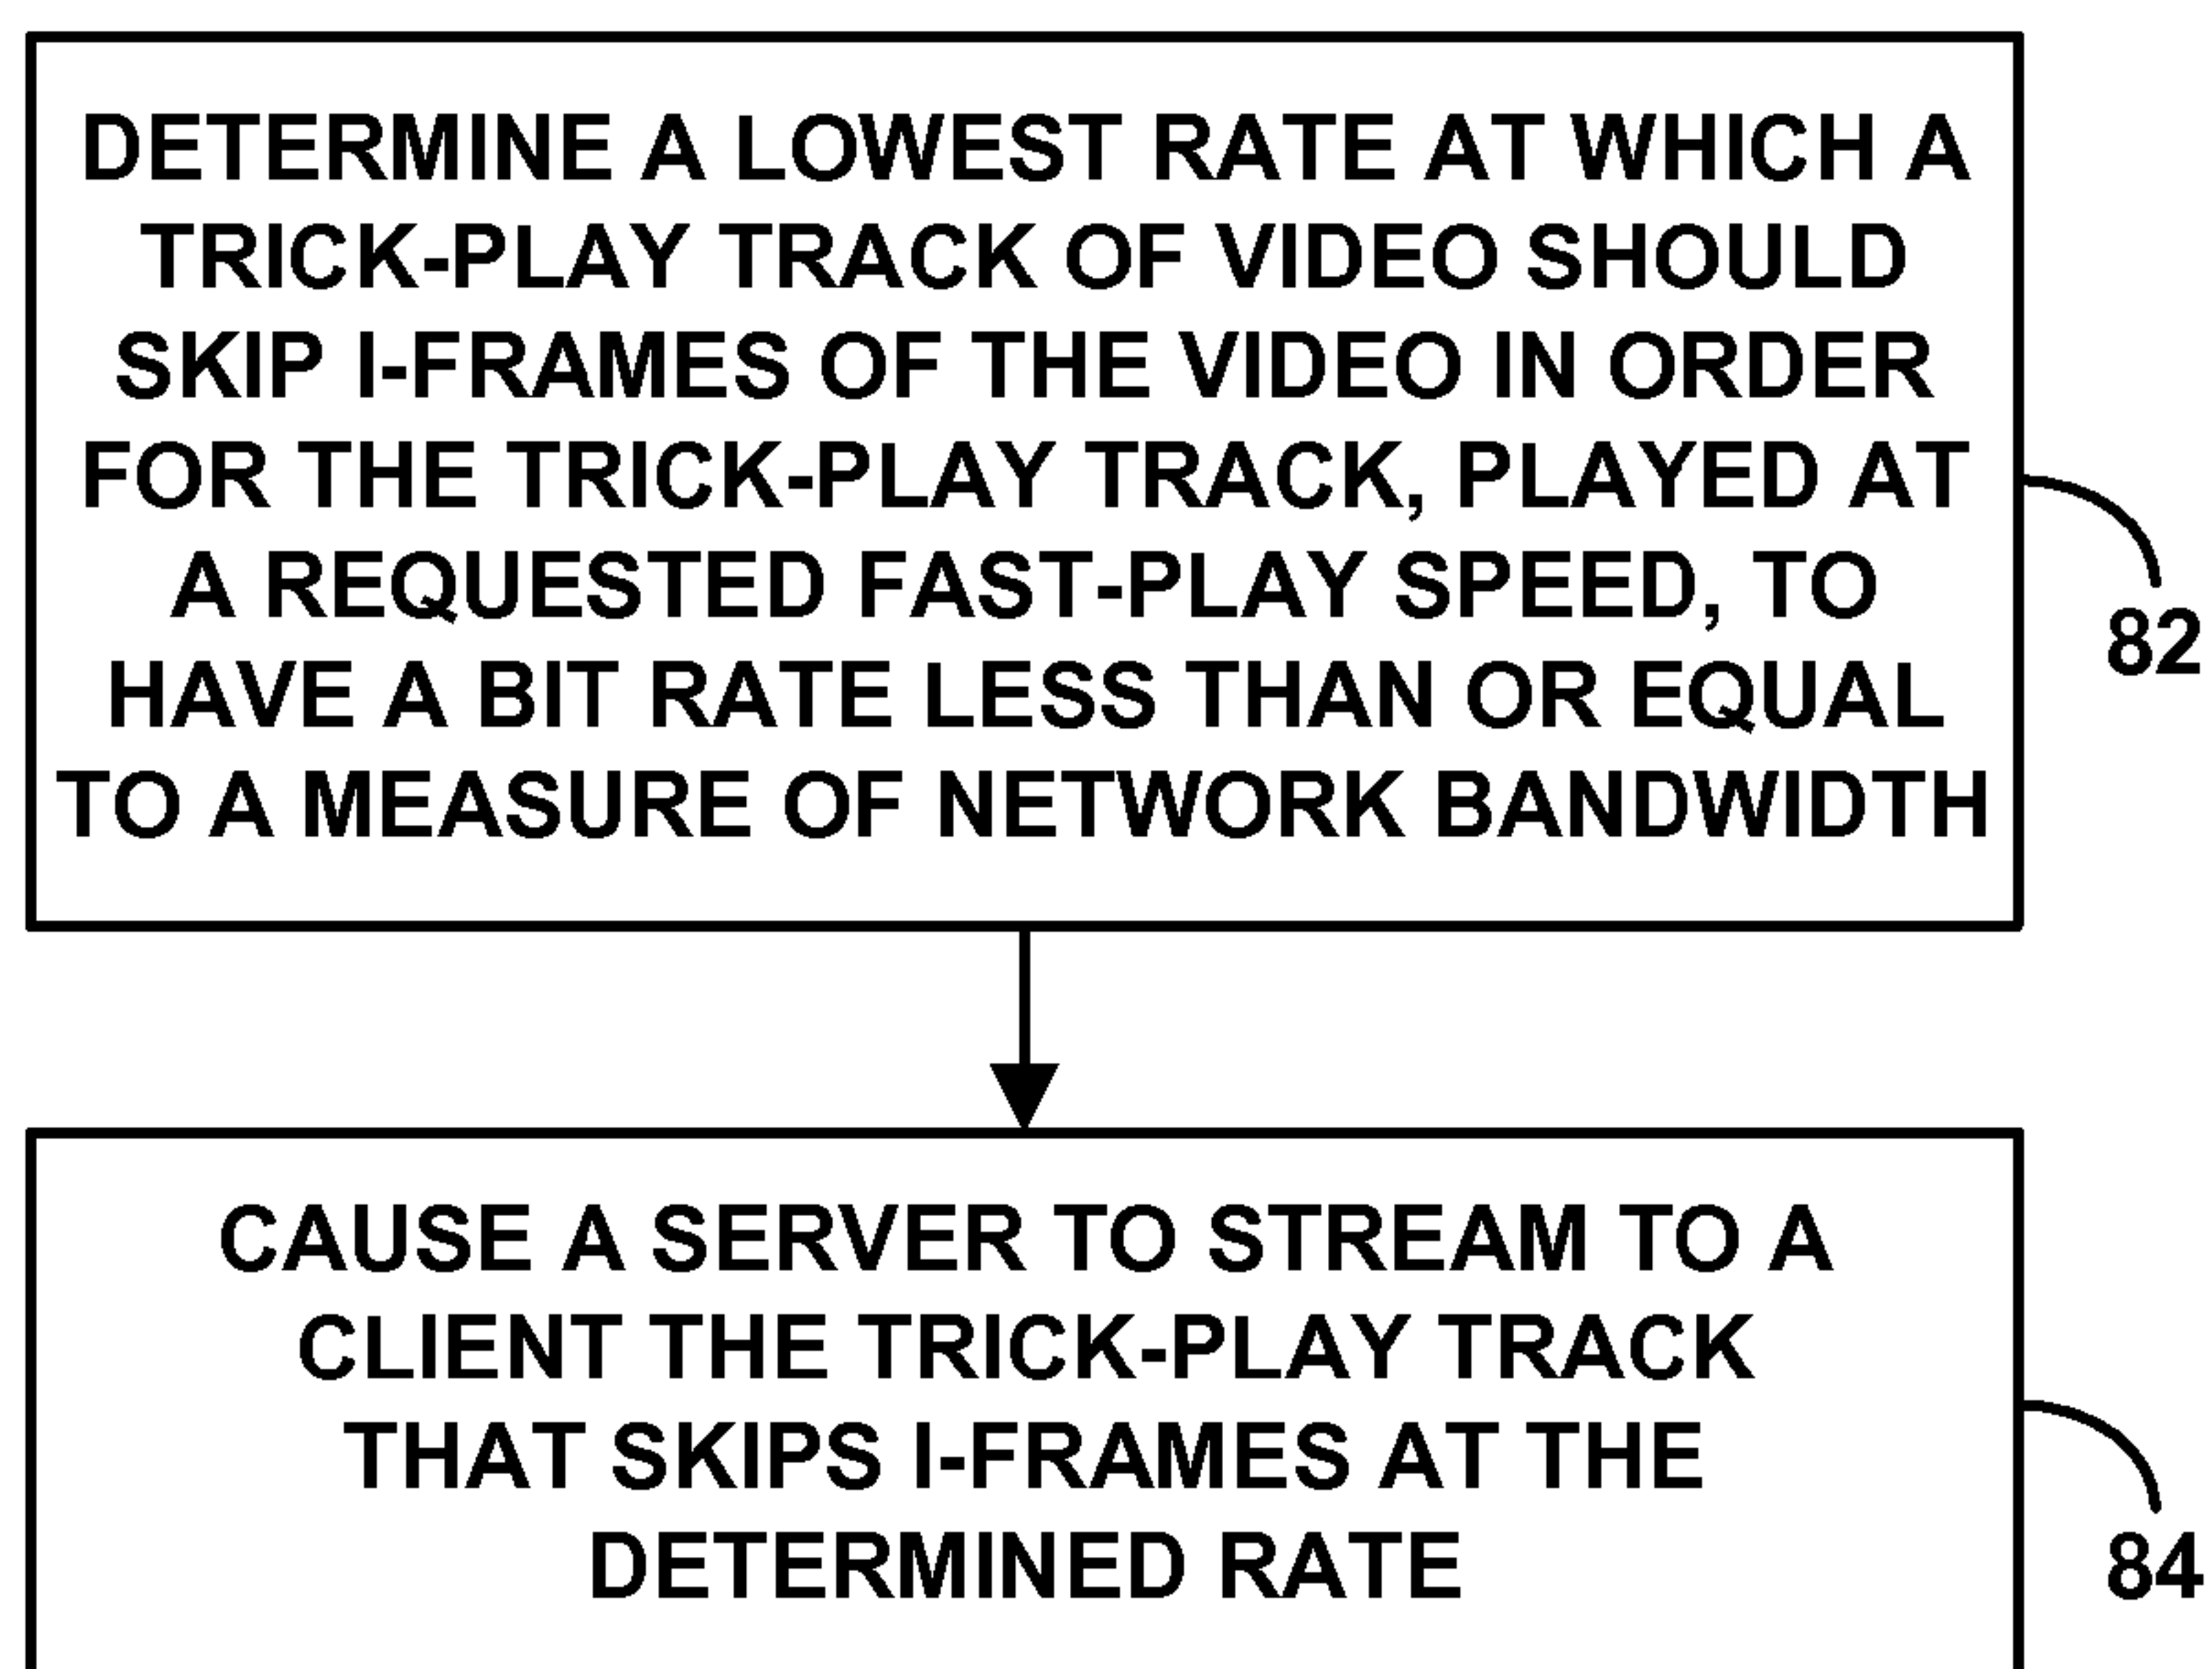 DETERMINE A LOWEST RATE AT WHICH A
TRICK-PLAY TRACK OF VIDEO SHOULD
SKIP I-FRAMES OF THE VIDEO IN ORDER
FOR THE TRICK-PLAY TRACK, PLAYED AT
A REQUESTED FAST-PLAY SPEED, TO
HAVE A BIT RATE LESS THAN OR EQUAL
TO A MEASURE OF NETWORK BANDWIDTH
82
CAUSE A SERVER TO STREAM TO A
CLIENT THE TRICK-PLAY TRACK
THAT SKIPS I-FRAMES AT THE
DETERMINED RATE
84